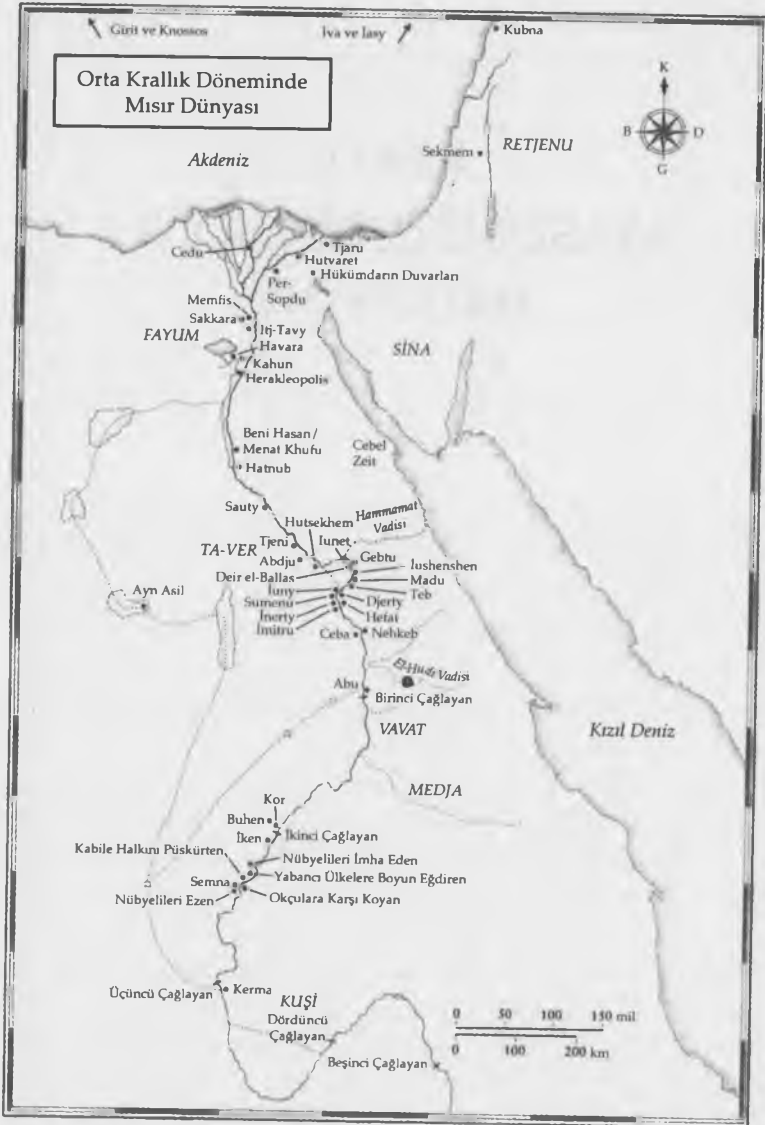 Girit ve Knossos
Iva ve Iasy
Kubna
Orta Krallık Döneminde
Mısır Dünyası
K
B
D
G
Akdeniz
Sekmem
RETJENU
Cedu
Tjaru
Hutvaret
Hükümdarın Duvarları
Per-
Sopdu
Memfis
Sakkara
Itj-Tavy
FAYUM
Havara
Kahun
Herakleopolis
SİNA
Beni Hasan/
Menat Khufu
Hatnub
Cebel
Zeit
Sauty
Hutsekhem
Hammamat
Vadisi
Tjeni
Iunet
TA-VER
Abdju
Gebtu
Deir el-Ballas
Iushenshen
Madu
Ayn Asil
Iuny
Teb
Sumenu
Djerty
Inerty
Hefat
Imitru
Ceba
Nehkeb
El-Hudi Vadisi
Abu
Birinci Çağlayan
VAVAT
Kızıl Deniz
MEDJA
Kor
Buhen
İken
İkinci Çağlayan
Kabile Halkını Püskürten
Nübyelileri İmha Eden
Yabancı Ülkelere Boyun Eğdiren
Semna
Nübyelileri Ezen
Okçulara Karşı Koyan
Üçüncü Çağlayan
Kerma
KUŞİ
Dördüncü
Çağlayan
Beşinci Çağlayan
0 50 100 150 mil
0 100 200 km